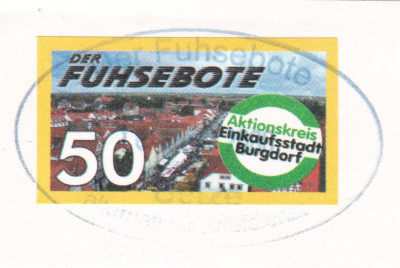 Der Fuhsebote
DER
FUHSEBOTE
Aktionskreis
Einkaufsstadt
Burgdorf
50